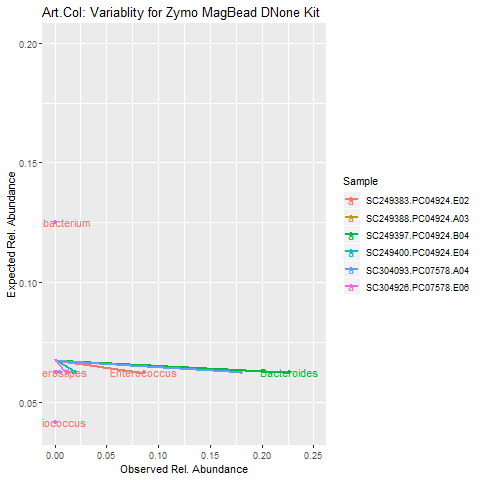 Art.Col: Variablity for Zymo MagBead DNone Kit
0.20
0.15
0.10
0.05
Expected Rel. Abundance
bacterium
Enterococcus
Bacteroides
iococcus
0.00
0.05
0.10
0.15
0.20
0.25
Observed Rel. Abundance
Sample
SC249383.PC04924.E02
SC249388.PC04924.A03
SC249397.PC04924.B04
SC249400.PC04924.E04
SC304093.PC07578.A04
SC304926.PC07578.E06